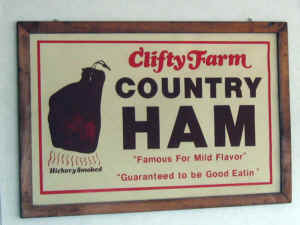 Clifty Farm
COUNTRY
HAM
"Famous For Mild Flavor"
"Guaranteed to be Good Eatin'"
Hickory Smoked